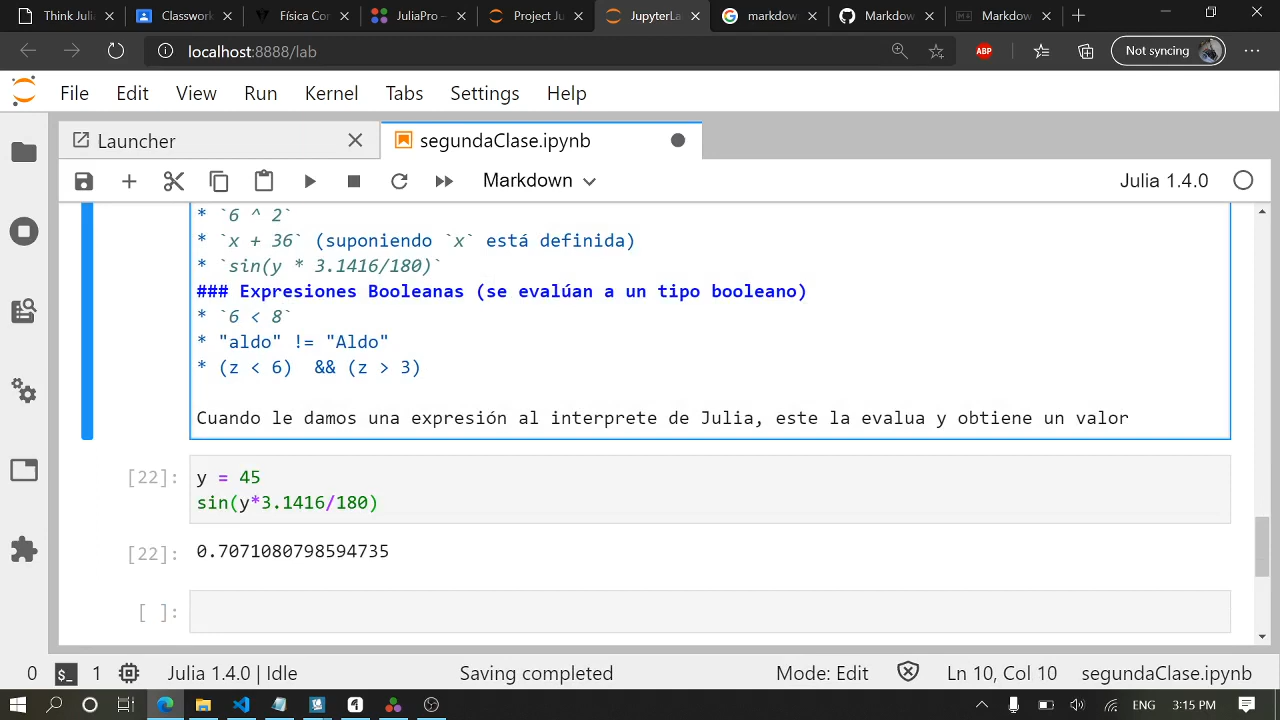 Think Julia
Classwork
Física Cor
JuliaPro -
Project Ju
JupyterLa
markdown
Markdow
Markdow
localhost:8888/lab
ABP
Not syncing
File Edit View Run Kernel Tabs Settings Help
Launcher
segundaClase.ipynb
Markdown
Julia 1.4.0
* `6 ^ 2`
* `x + 36` (suponiendo `x` está definida)
* `sin(y * 3.1416/180)`
### Expresiones Booleanas (se evalúan a un tipo booleano)
* `6 < 8`
* "aldo" != "Aldo"
* (z < 6)  && (z > 3)
Cuando le damos una expresión al interprete de Julia, este la evalua y obtiene un valor
[22]: y = 45
sin(y*3.1416/180)
[22]: 0.7071080798594735
[ ]:
0 1 Julia 1.4.0 | Idle Saving completed Mode: Edit Ln 10, Col 10 segundaClase.ipynb
ENG 3:15 PM